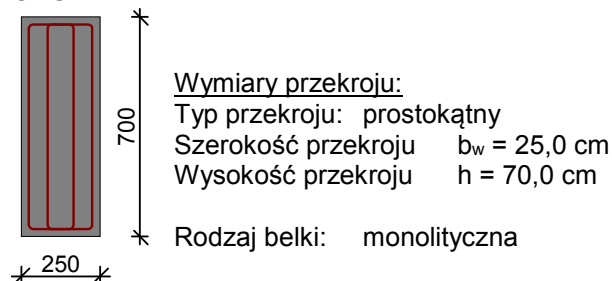 Wymiary przekroju:
Typ przekroju: prostokątny
Szerokość przekroju bw = 25,0 cm
Wysokość przekroju h = 70,0 cm
Rodzaj belki: monolityczna
700
250